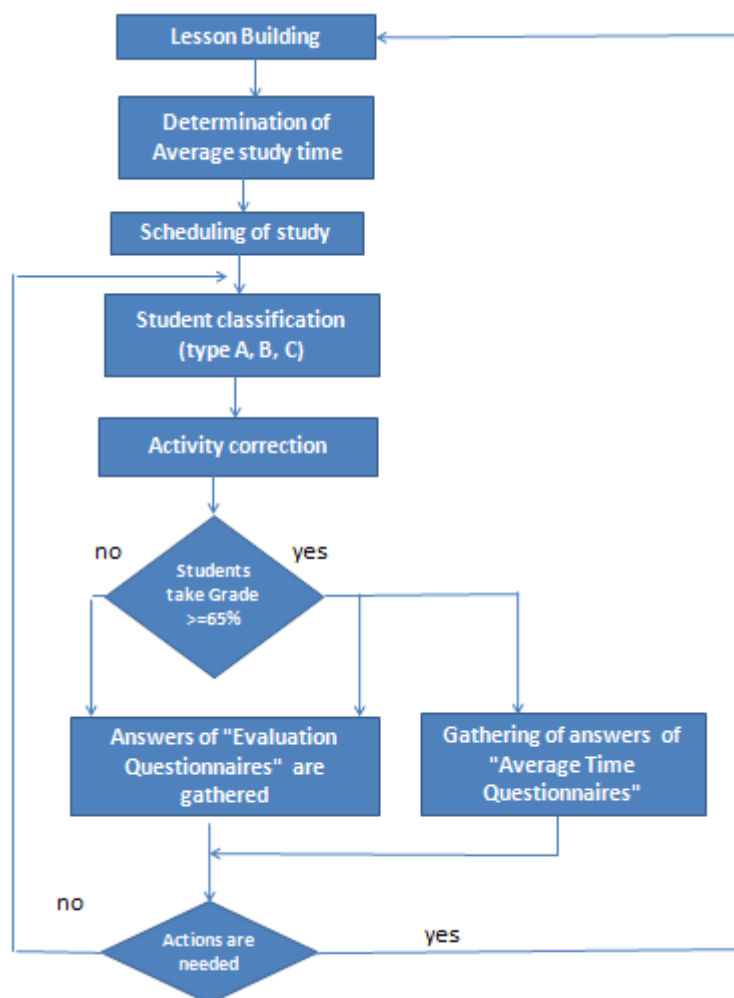 Lesson Building
Determination of
Average study time
Scheduling of study
Student classification
(type A, B, C)
Activity correction
no
yes
Students
take Grade
>=65%
Answers of "Evaluation
Questionnaires" are
gathered
Gathering of answers of
"Average Time
Questionnaires"
no
Actions are
needed
yes